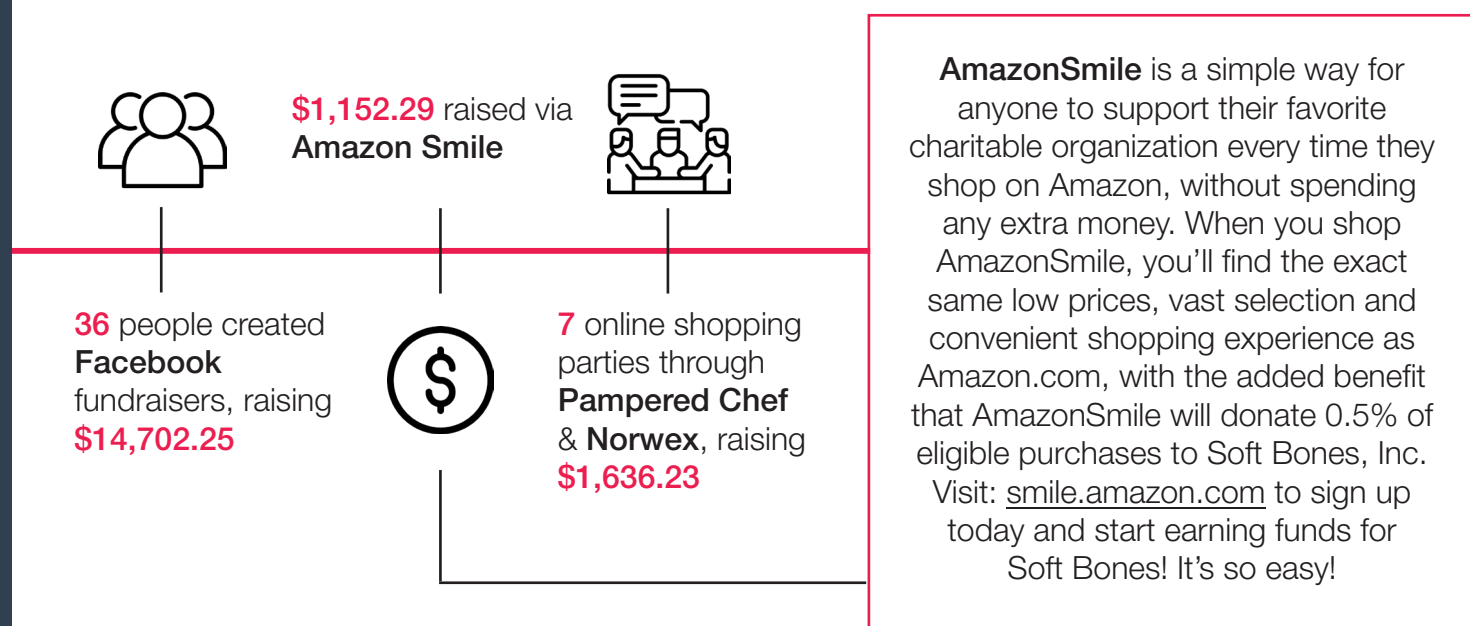 $1,152.29 raised via
Amazon Smile
36 people created
Facebook
fundraisers, raising
$14,702.25
7 online shopping
parties through
Pampered Chef
& Norwex, raising
$1,636.23
AmazonSmile is a simple way for
anyone to support their favorite
charitable organization every time they
shop on Amazon, without spending
any extra money. When you shop
AmazonSmile, you’ll find the exact
same low prices, vast selection and
convenient shopping experience as
Amazon.com, with the added benefit
that AmazonSmile will donate 0.5% of
eligible purchases to Soft Bones, Inc.
Visit: smile.amazon.com to sign up
today and start earning funds for
Soft Bones! It’s so easy!